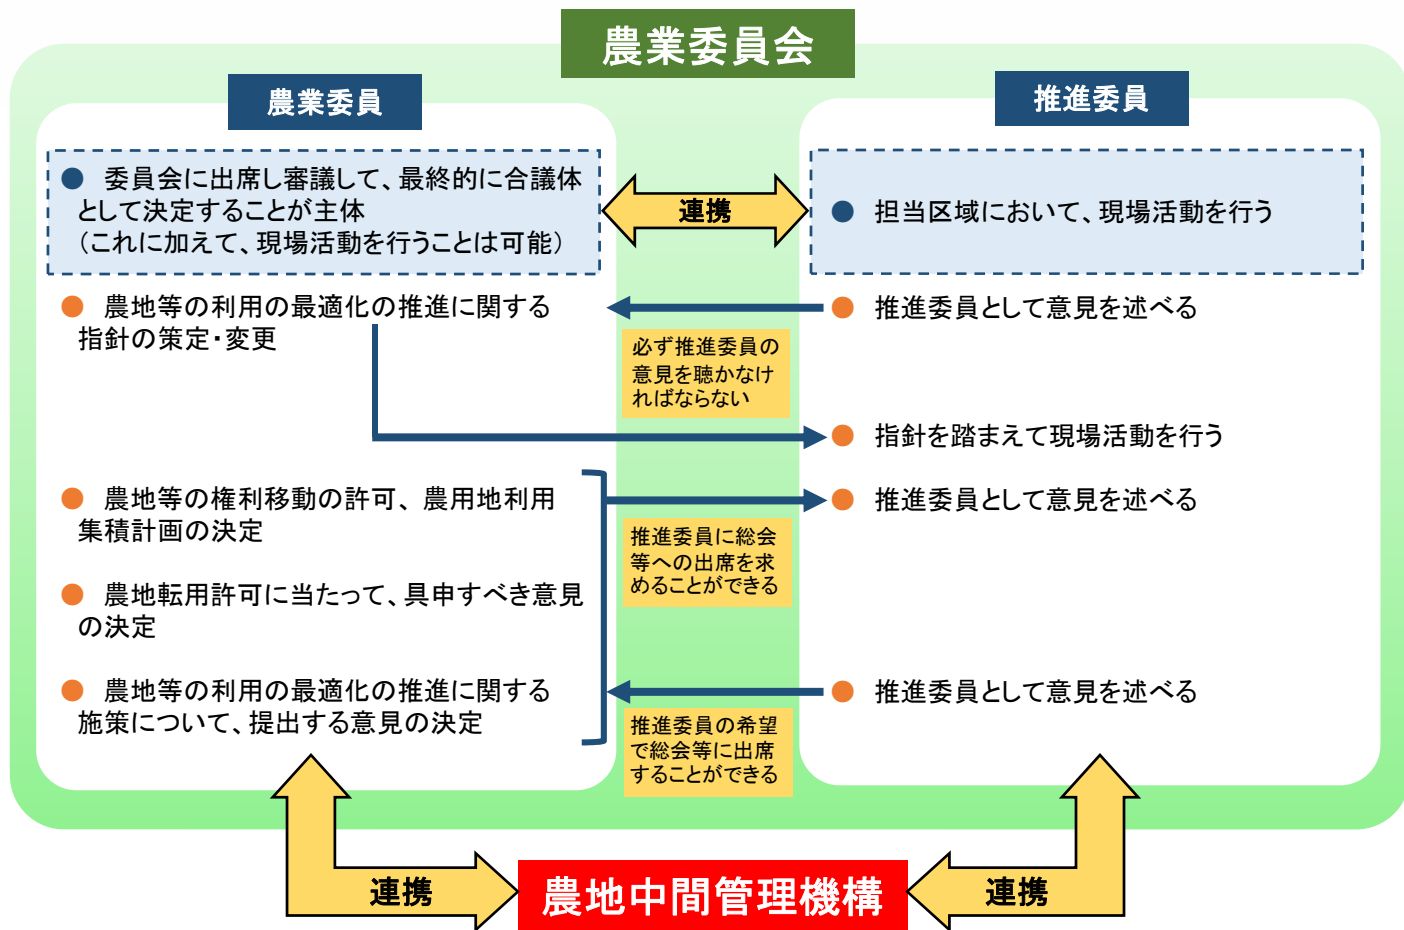 農業委員会
農業委員
● 委員会に出席し審議して、最終的に合議体
として決定することが主体
（これに加えて、現場活動を行うことは可能）
連携
推進委員
● 担当区域において、現場活動を行う
● 農地等の利用の最適化の推進に関する
指針の策定・変更
● 推進委員として意見を述べる
必ず推進委員の
意見を聴かなけ
ればならない
● 指針を踏まえて現場活動を行う
● 農地等の権利移動の許可、農用地利用
集積計画の決定
● 推進委員として意見を述べる
推進委員に総会
等への出席を求
めることができる
● 農地転用許可に当たって、具申すべき意見
の決定
● 農地等の利用の最適化の推進に関する
施策について、提出する意見の決定
● 推進委員として意見を述べる
推進委員の希望
で総会等に出席
することができる
連携
農地中間管理機構
連携